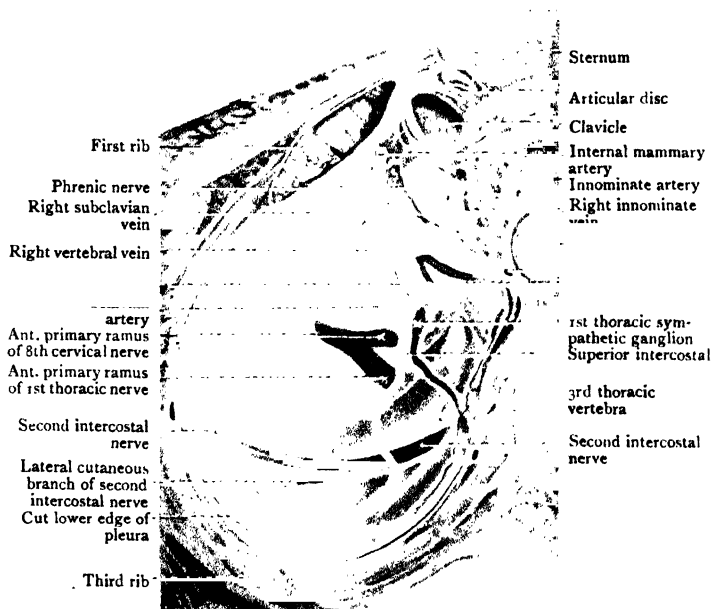 First rib
Phrenic nerve
Right subclavian
vein
Right vertebral vein
artery
Ant. primary ramus
of 8th cervical nerve
Ant. primary ramus
of 1st thoracic nerve
Second intercostal
nerve
Lateral cutaneous
branch of second
intercostal nerve
Cut lower edge of
pleura
Third rib
Sternum
Articular disc
Clavicle
Internal mammary
artery
Innominate artery
Right innominate
1st thoracic sym-
pathetic ganglion
Superior intercostal
3rd thoracic
vertebra
Second intercostal
nerve